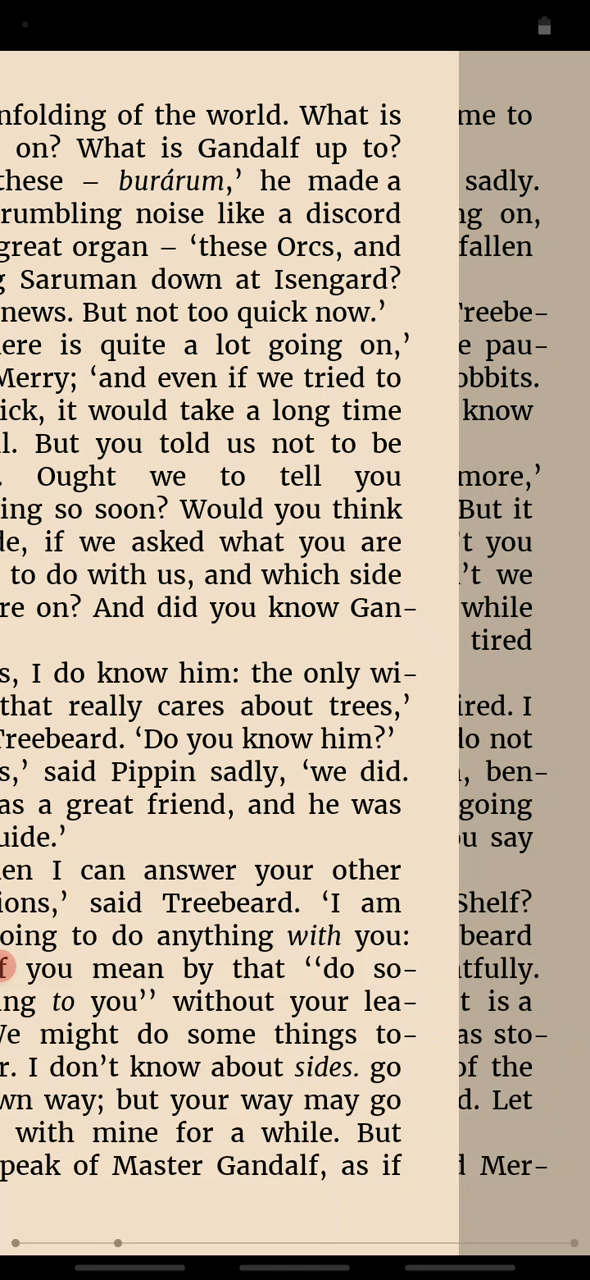 nfolding of the world. What is
on? What is Gandalf up to?
these – burárum,’ he made a
rumbling noise like a discord
great organ – ‘these Orcs, and
g Saruman down at Isengard?
news. But not too quick now.’
ere is quite a lot going on,’
Merry; ‘and even if we tried to
ick, it would take a long time
l. But you told us not to be
. Ought we to tell you
ing so soon? Would you think
de, if we asked what you are
to do with us, and which side
re on? And did you know Gan-
s, I do know him: the only wi-
that really cares about trees,’
Treebeard. ‘Do you know him?’
s,’ said Pippin sadly, ‘we did.
as a great friend, and he was
uide.’
en I can answer your other
ions,’ said Treebeard. ‘I am
oing to do anything with you:
f you mean by that ‘‘do so-
ng to you’’ without your lea-
We might do some things to-
r. I don’t know about sides. go
wn way; but your way may go
with mine for a while. But
peak of Master Gandalf, as if
me to
sadly.
ng on,
fallen
Treebe-
e pau-
obbits.
know
more,’
But it
’t you
’t we
while
tired
ired. I
do not
, ben-
going
ou say
Shelf?
beard
tfully.
t is a
as sto-
of the
d. Let
d Mer-